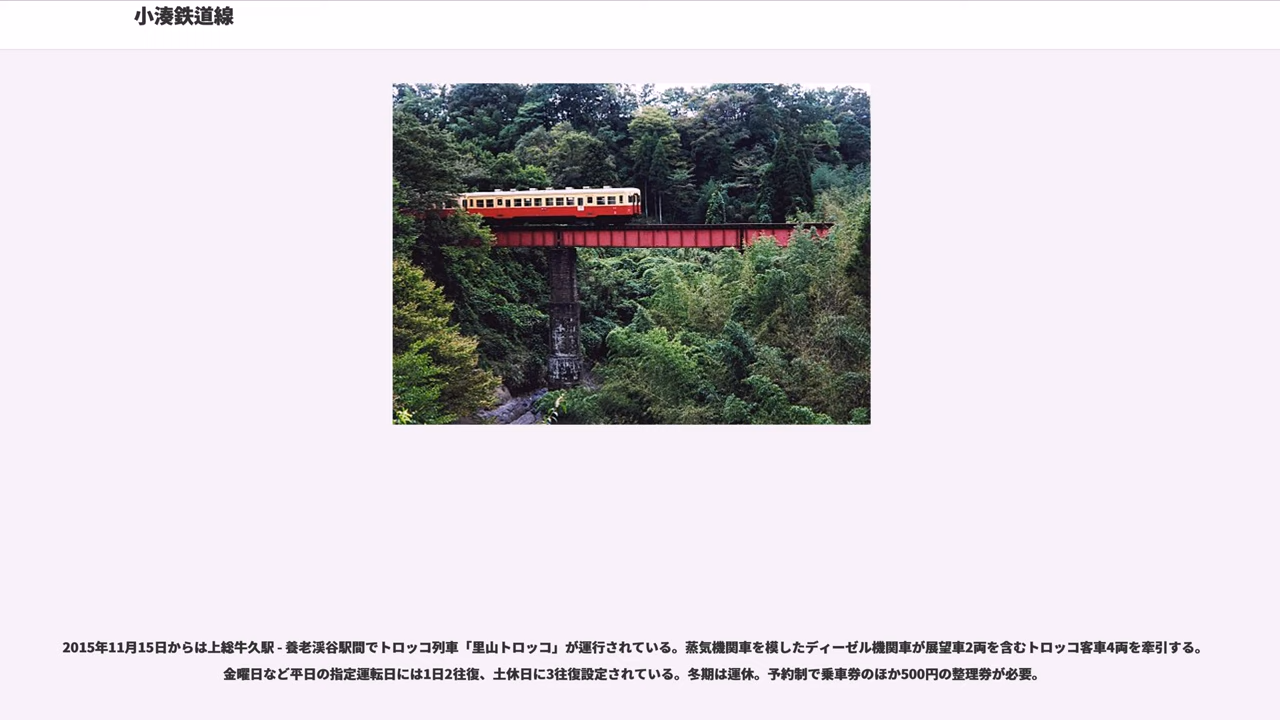 小湊鉄道線
2015年11月15日からは上総牛久駅 - 養老渓谷駅間でトロッコ列車「里山トロッコ」が運行されている。蒸気機関車を模したディーゼル機関車が展望車2両を含むトロッコ客車4両を牽引する。
金曜日など平日の指定運転日には1日2往復、土休日に3往復設定されている。冬期は運休。予約制で乗車券のほか500円の整理券が必要。